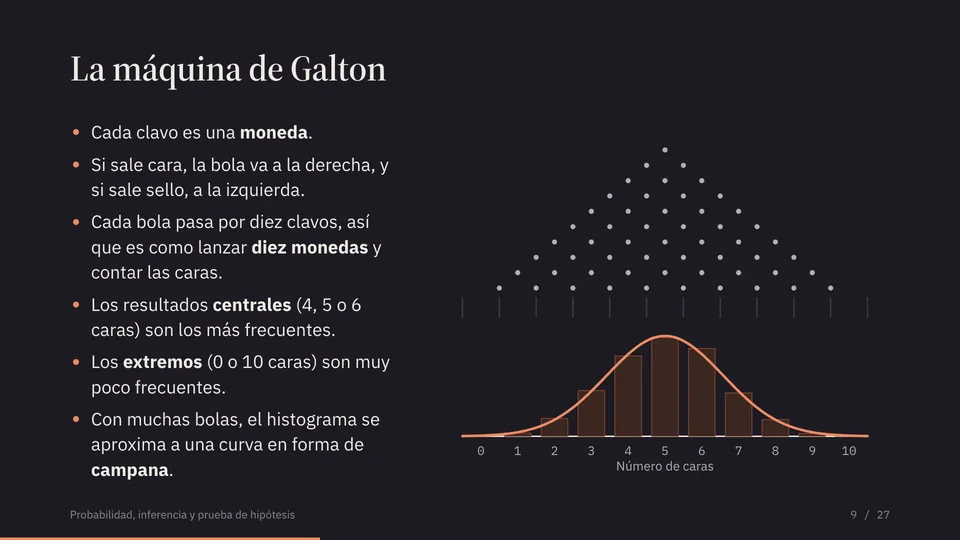 La máquina de Galton
• Cada clavo es una moneda.
• Si sale cara, la bola va a la derecha, y
si sale sello, a la izquierda.
• Cada bola pasa por diez clavos, así
que es como lanzar diez monedas y
contar las caras.
• Los resultados centrales (4, 5 o 6
caras) son los más frecuentes.
• Los extremos (0 o 10 caras) son muy
poco frecuentes.
• Con muchas bolas, el histograma se
aproxima a una curva en forma de
campana.
0 1 2 3 4 5 6 7 8 9 10
Número de caras
Probabilidad, inferencia y prueba de hipótesis
9 / 27